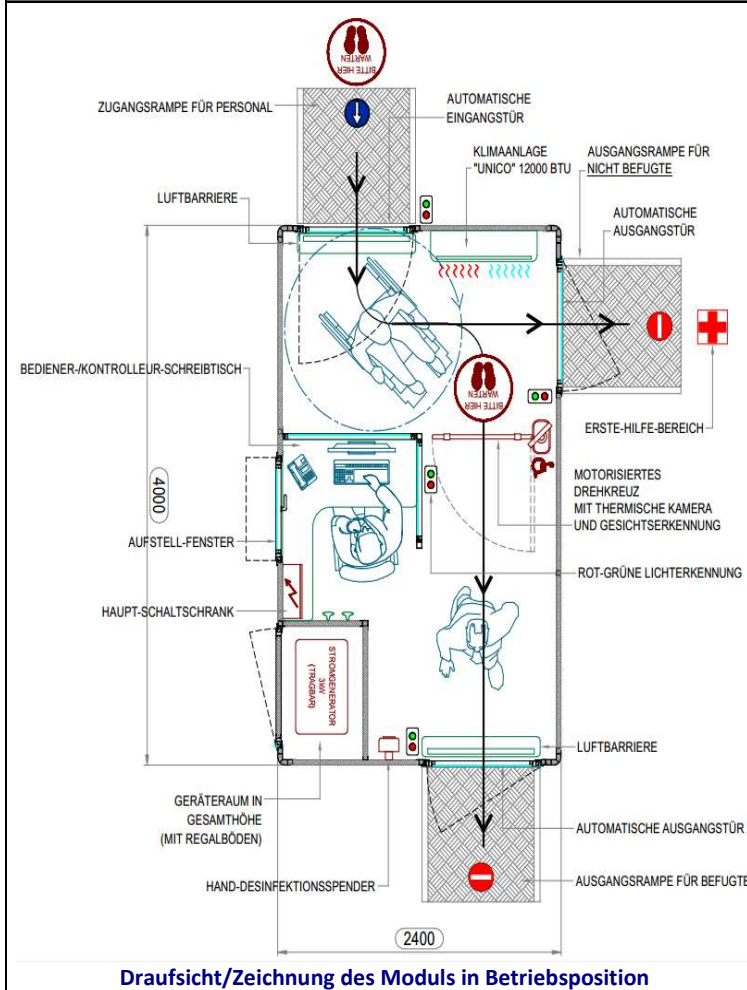 BITTE HIER
WARTEN
ZUGANGSRAMPE FÜR PERSONAL
AUTOMATISCHE
EINGANGSTÜR
KLIMAANLAGE
"UNICO" 12000 BTU
AUSGANGSRAMPE FÜR
NICHT BEFUGTE
LUFTBARRIERE
AUTOMATISCHE
AUSGANGSTÜR
BEDIENER-/KONTROLLEUR-SCHREIBTISCH
BITTE HIER
WARTEN
ERSTE-HILFE-BEREICH
4000
MOTORISIERTES
DREHKREUZ
MIT THERMISCHE KAMERA
UND GESICHTSERKENNUNG
AUFSTELL-FENSTER
ROT-GRÜNE LICHTERKENNUNG
HAUPT-SCHALTSCHRANK
STROMGENERATOR
3 kW
(TRAGBAR)
LUFTBARRIERE
GERÄTERAUM IN
GESAMTHÖHE
(MIT REGALBÖDEN)
AUTOMATISCHE AUSGANGSTÜR
HAND-DESINFEKTIONSSPENDER
AUSGANGSRAMPE FÜR BEFUGTE
2400
Draufsicht/Zeichnung des Moduls in Betriebsposition